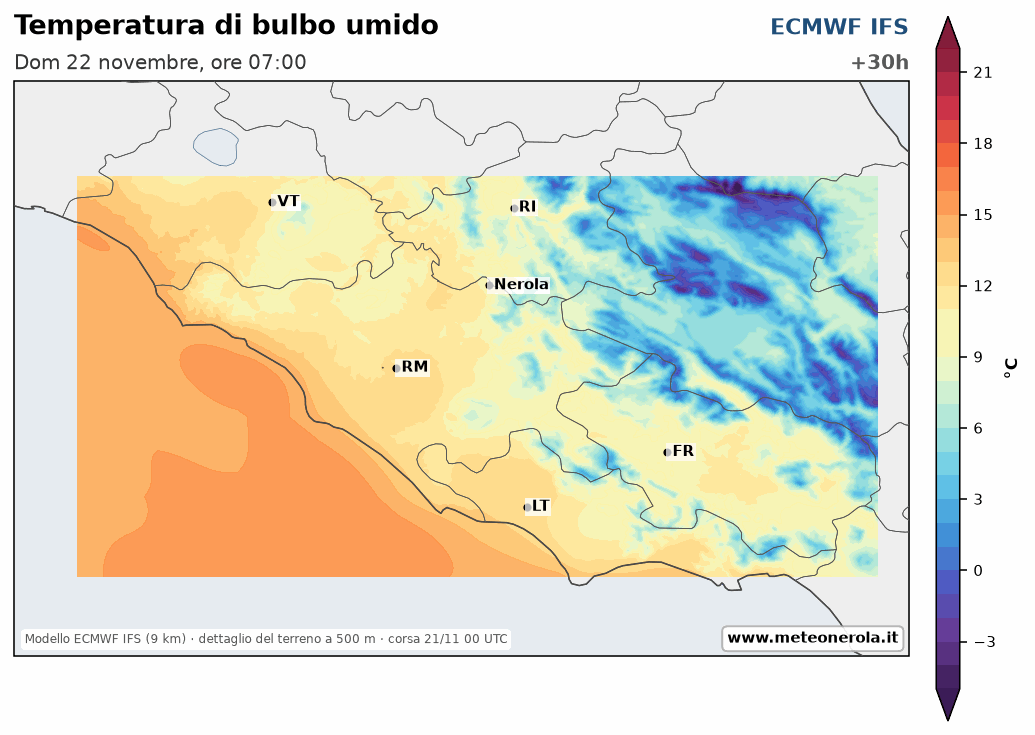 Temperatura di bulbo umido
ECMWF IFS
Dom 22 novembre, ore 07:00
+30h
VT
RI
Nerola
RM
FR
LT
21
18
15
12
9
6
3
0
−3
°C
Modello ECMWF IFS (9 km) · dettaglio del terreno a 500 m · corsa 21/11 00 UTC
www.meteonerola.it